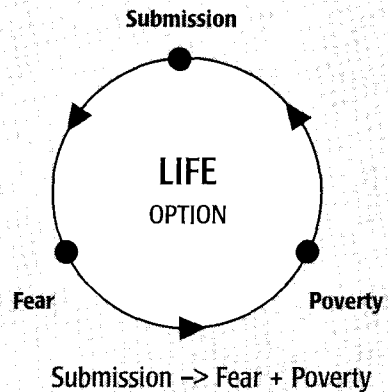 Submission
LIFE
OPTION
Fear
Poverty
Submission –> Fear + Poverty